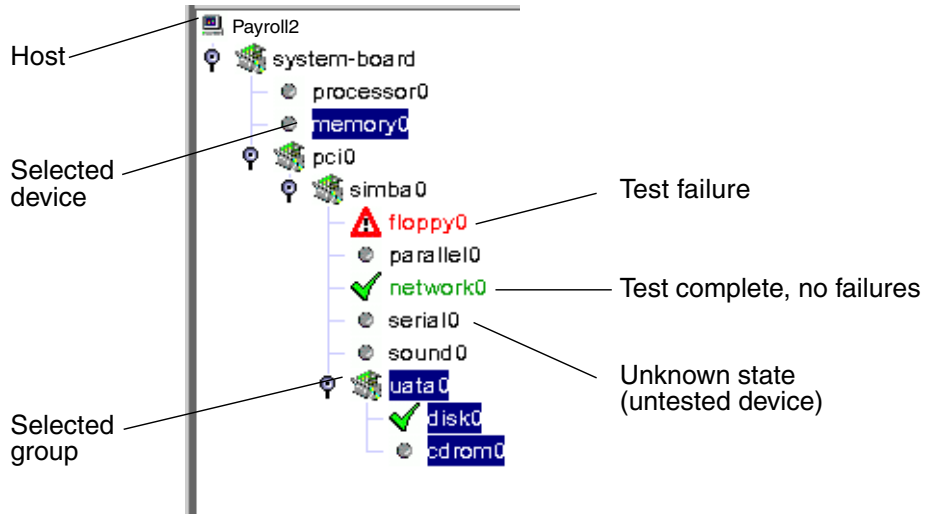 Payroll2
Host
system-board
processor0
memory0
pci0
Selected
device
simba0
Test failure
floppy0
parallel0
network0
Test complete, no failures
serial0
sound0
Unknown state
(untested device)
uata0
Selected
group
disk0
cdrom0